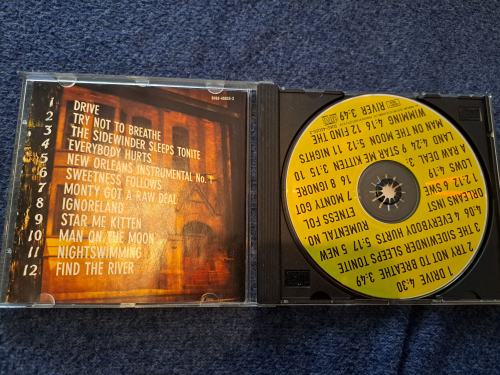 1 DRIVE
2 TRY NOT TO BREATHE
3 THE SIDEWINDER SLEEPS TONITE
4 EVERYBODY HURTS
5 NEW ORLEANS INSTRUMENTAL No. 1
6 SWEETNESS FOLLOWS
7 MONTY GOT A RAW DEAL
8 IGNORELAND
9 STAR ME KITTEN
10 MAN ON THE MOON
11 NIGHTSWIMMING
12 FIND THE RIVER
1 DRIVE 4:30
2 TRY NOT TO BREATHE 3:49
3 THE SIDEWINDER SLEEPS TONITE
4:09 4 EVERYBODY HURTS 5:17 5 NEW
ORLEANS INST
RUMENTAL NO.
1 2:12 6 SWE
ETNESS FOL
LOWS 4:19
7 MONTY GOT
A RAW DEAL 3:
16 8 IGNORE
LAND 4:24 9 STAR ME KITTEN 3:15 10
MAN ON THE MOON 5:12 11 NIGHTS
WIMMING 4:16 12 FIND THE
RIVER 3:49